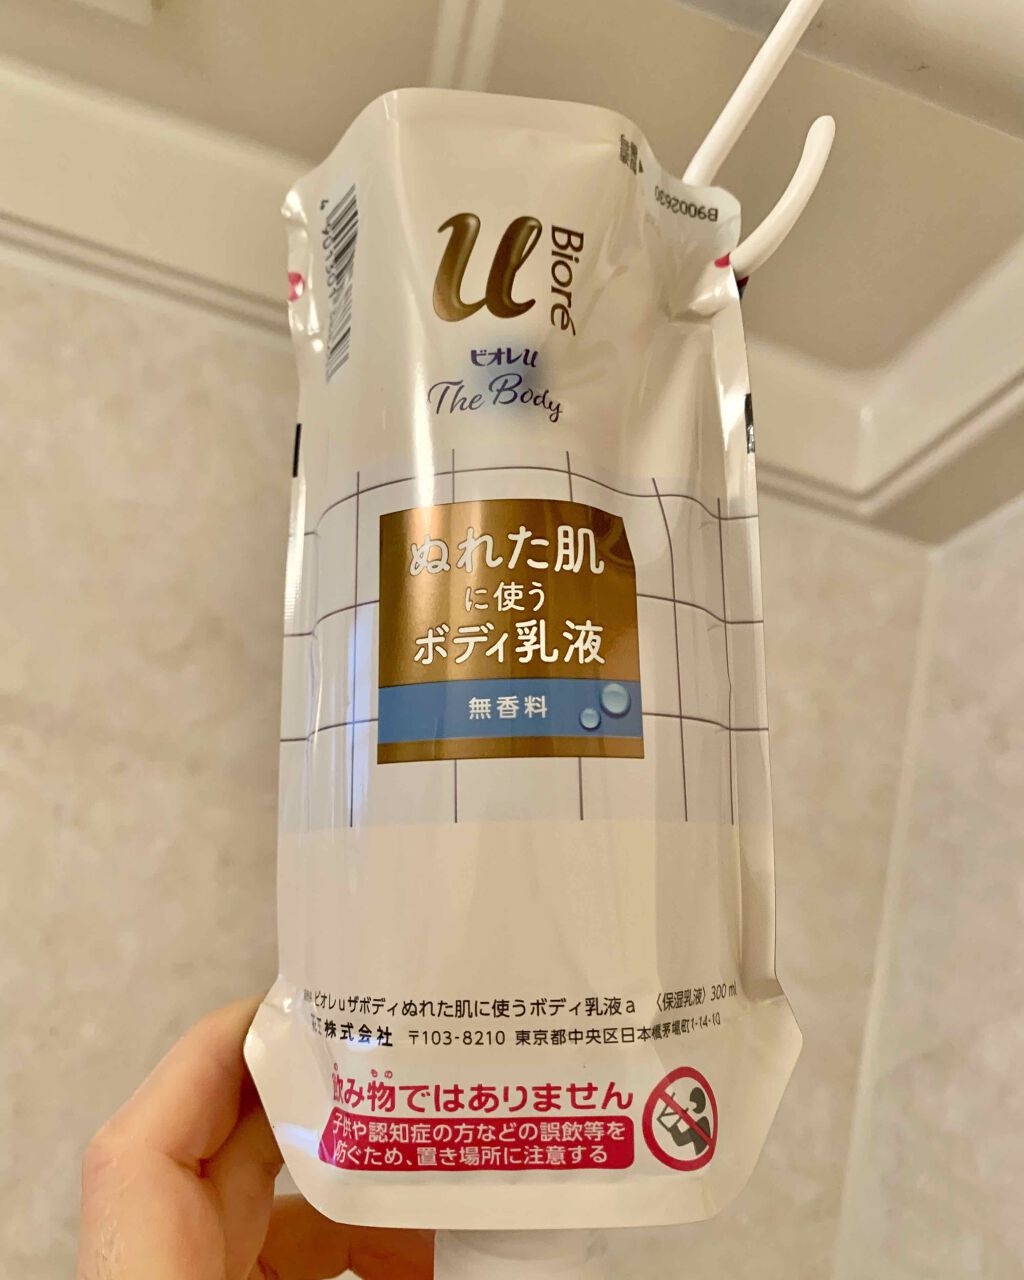 B9002630
u
Bioré
ビオレu
The Body
ぬれた肌
に使う
ボディ乳液
無香料
ビオレuザボディぬれた肌に使うボディ乳液a 〈保湿乳液〉 300 ml
株式会社 〒103-8210 東京都中央区日本橋茅場町1-14-10
飲み物ではありません
子供や認知症の方などの誤飲等を
防ぐため、置き場所に注意する